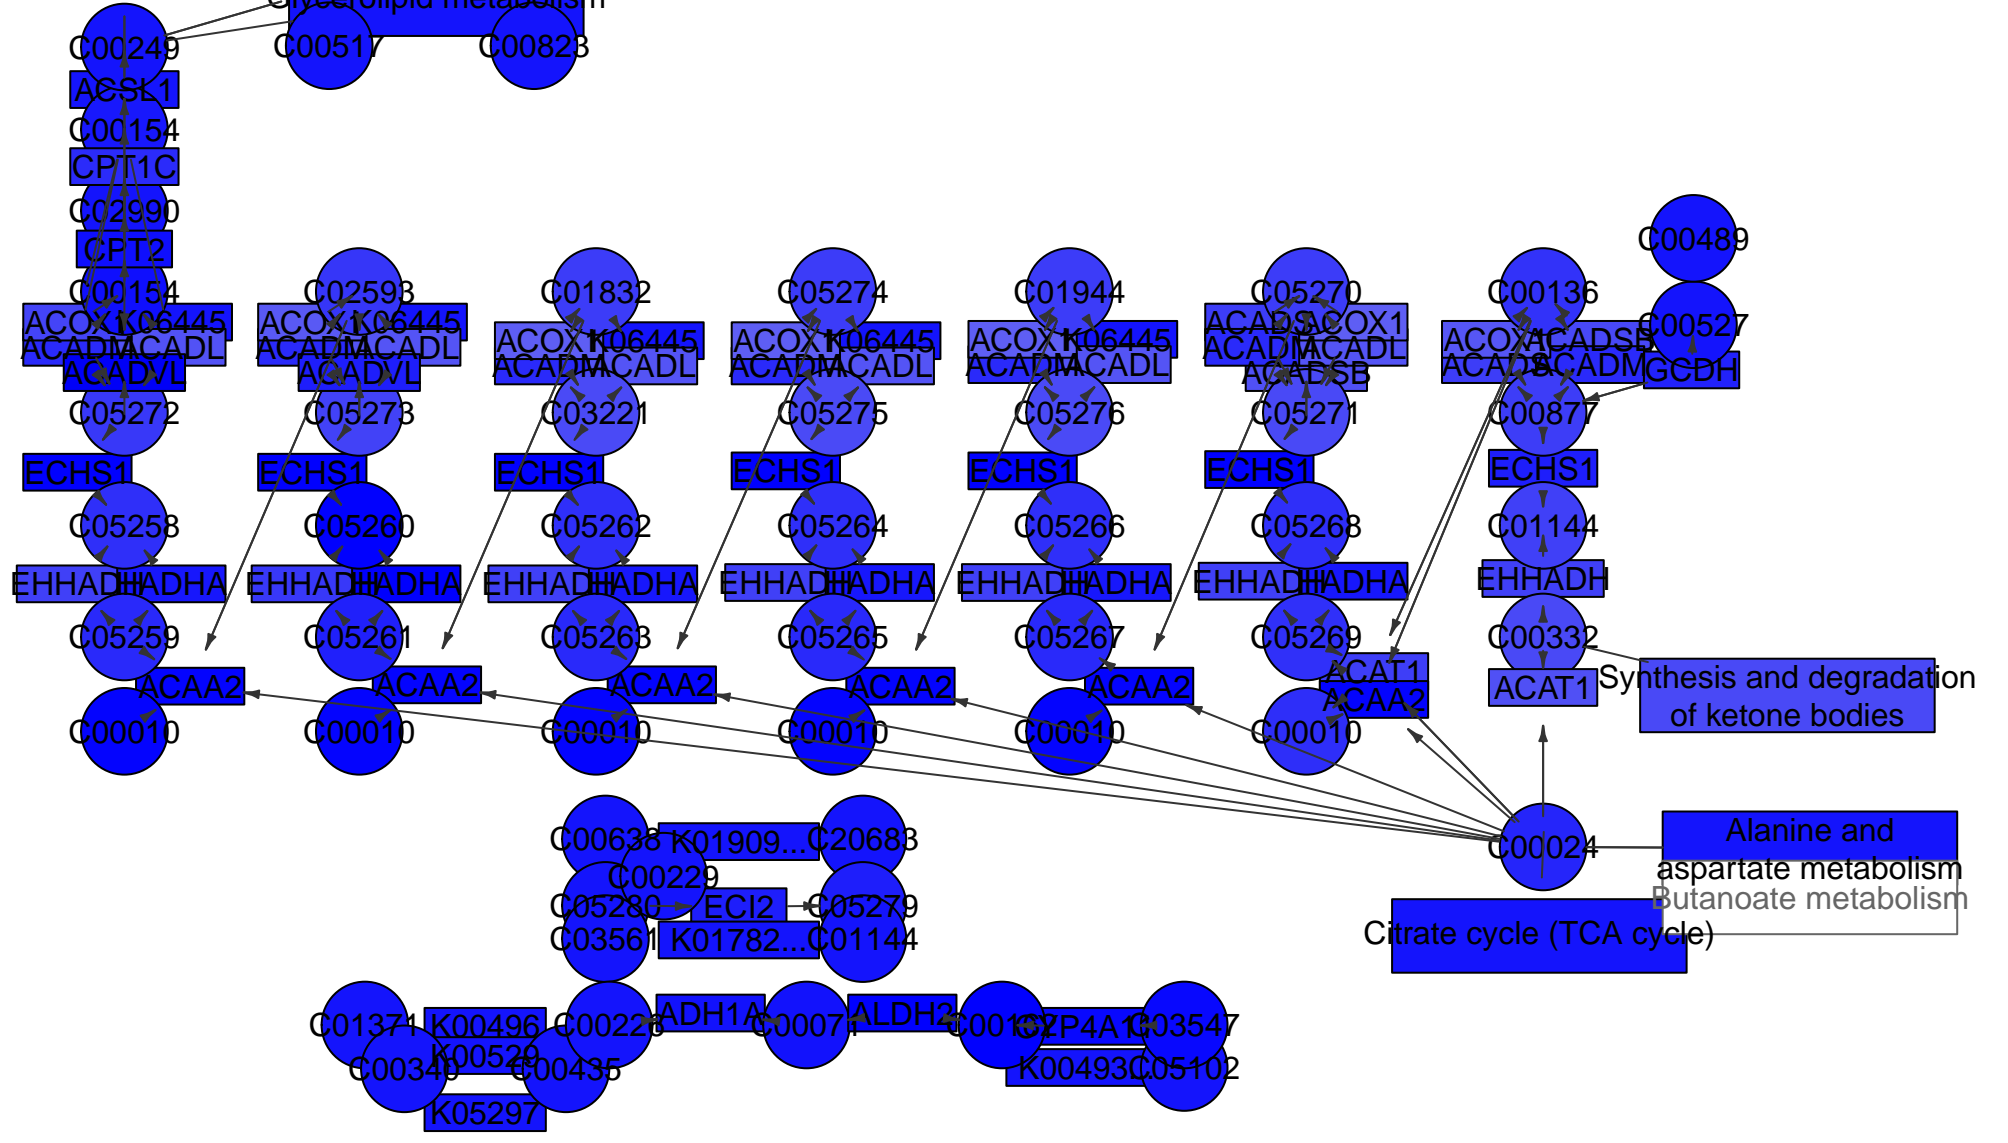 Glycerolipid metabolism
C00249
C00517
C00823
ACSL1
C00154
CPT1C
C02990
C00489
CPT2
C00154
C02593
C01832
C05274
C01944
C05270
C00136
C00527
ACOX1
K06445
ACOX1
K06445
ACOX1
K06445
ACOX1
K06445
ACOX1
K06445
ACADS
ACOX1
ACOX1
ACADSB
ACADM
ACADL
ACADM
ACADL
ACADM
ACADL
ACADM
ACADL
ACADM
ACADL
ACADM
ACADL
ACADS
ACADM
GCDH
ACADVL
ACADVL
ACADSB
C05272
C05273
C03221
C05275
C05276
C05271
C00877
ECHS1
ECHS1
ECHS1
ECHS1
ECHS1
ECHS1
ECHS1
C05258
C05260
C05262
C05264
C05266
C05268
C01144
EHHADH
HADHA
EHHADH
HADHA
EHHADH
HADHA
EHHADH
HADHA
EHHADH
HADHA
EHHADH
HADHA
EHHADH
C05259
C05261
C05263
C05265
C05267
C05269
C00332
ACAA2
ACAA2
ACAA2
ACAA2
ACAA2
ACAT1
ACAA2
ACAT1
Synthesis and degradation
of ketone bodies
C00010
C00010
C00010
C00010
C00010
C00010
C00638
K01909...
C20683
C00024
Alanine and
aspartate metabolism
Butanoate metabolism
C00229
C05280
ECI2
C05279
C03561
K01782...
C01144
Citrate cycle (TCA cycle)
C01371
K00496
C00226
ADH1A
C00071
ALDH2
C00162
C03547
K00529
C00340
C00435
K00493...
C05102
K05297